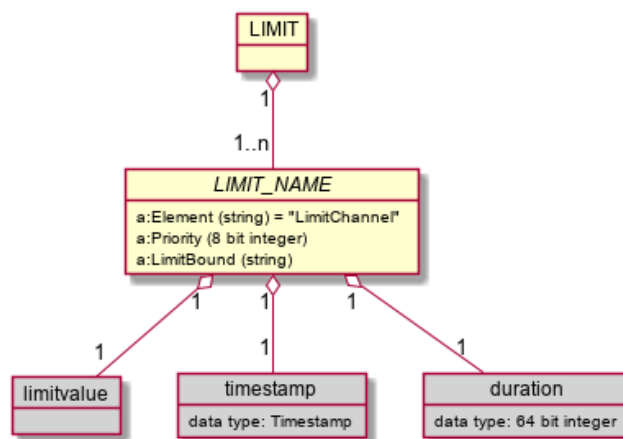 LIMIT
1
1..n
LIMIT_NAME
a:Element (string) = "LimitChannel"
a:Priority (8 bit integer)
a:LimitBound (string)
1 1 1
1 1 1
limitvalue
timestamp
data type: Timestamp
duration
data type: 64 bit integer